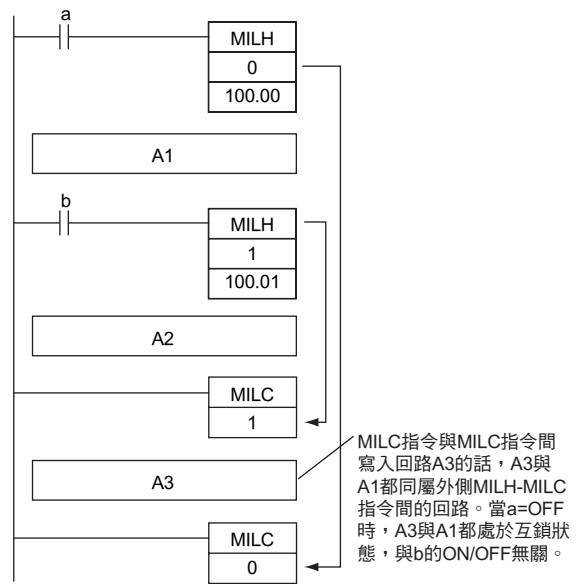 a
MILH
0
100.00
A1
b
MILH
1
100.01
A2
MILC
1
A3
MILC
0
MILC指令與MILC指令間
寫入回路A3的話，A3與
A1都同屬外側MILH-MILC
指令間的回路。當a=OFF
時，A3與A1都處於互鎖狀
態，與b的ON/OFF無關。